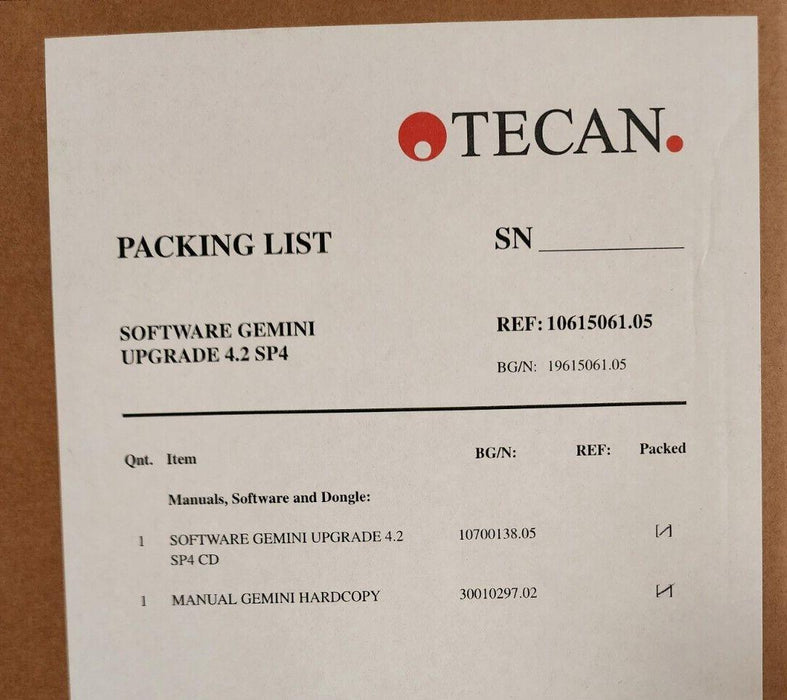 TECAN.
PACKING LIST
SN
SOFTWARE GEMINI
UPGRADE 4.2 SP4
REF: 10615061.05
BG/N: 19615061.05
Qnt. Item BG/N: REF: Packed
Manuals, Software and Dongle:
1 SOFTWARE GEMINI UPGRADE 4.2 10700138.05
SP4 CD
1 MANUAL GEMINI HARDCOPY 30010297.02